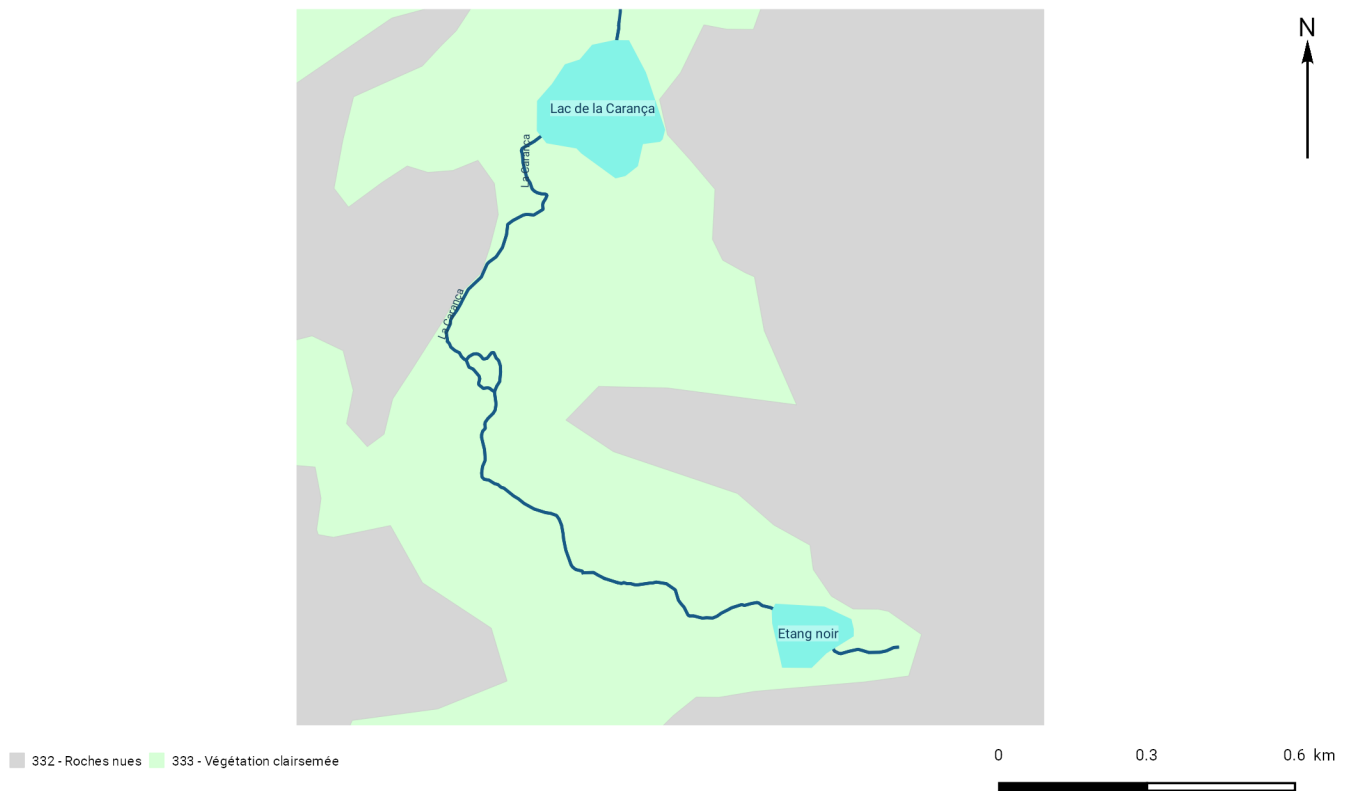 N
Lac de la Carança
La Carança
La Carança
Etang noir
332 - Roches nues 333 - Végétation clairsemée
0 0.3 0.6 km